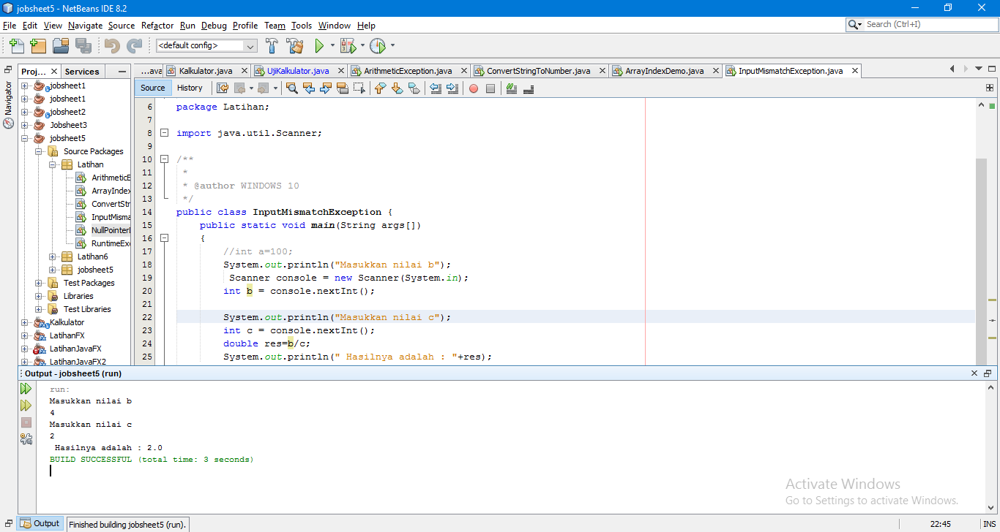 jobsheet5 - NetBeans IDE 8.2
File Edit View Navigate Source Refactor Run Debug Profile Team Tools Window Help
Search (Ctrl+I)
<default config>
Proj... Services
Navigator
...ava Kalkulator.java UjiKalkulator.java ArithmeticException.java ConvertStringToNumber.java ArrayIndexDemo.java InputMismatchException.java
Source History
jobsheet1
jobsheet1
jobsheet2
Jobsheet3
jobsheet5
Source Packages
Latihan
ArithmeticE
ArrayIndex
ConvertStr
InputMisma
NullPointerI
RuntimeExc
Latihan6
jobsheet5
Test Packages
Libraries
Test Libraries
Kalkulator
LatihanFX
LatihanJavaFX
LatihanJavaFX2
6 package Latihan;
7
8 import java.util.Scanner;
9
10 /**
11 *
12 * @author WINDOWS 10
13 */
14 public class InputMismatchException {
15 public static void main(String args[])
16 {
17 //int a=100;
18 System.out.println("Masukkan nilai b");
19 Scanner console = new Scanner(System.in);
20 int b = console.nextInt();
21
22 System.out.println("Masukkan nilai c");
23 int c = console.nextInt();
24 double res=b/c;
25 System.out.println(" Hasilnya adalah : "+res);
Output - jobsheet5 (run)
run:
Masukkan nilai b
4
Masukkan nilai c
2
Hasilnya adalah : 2.0
BUILD SUCCESSFUL (total time: 3 seconds)
Activate Windows
Go to Settings to activate Windows.
Output
Finished building jobsheet5 (run).
22:45
INS